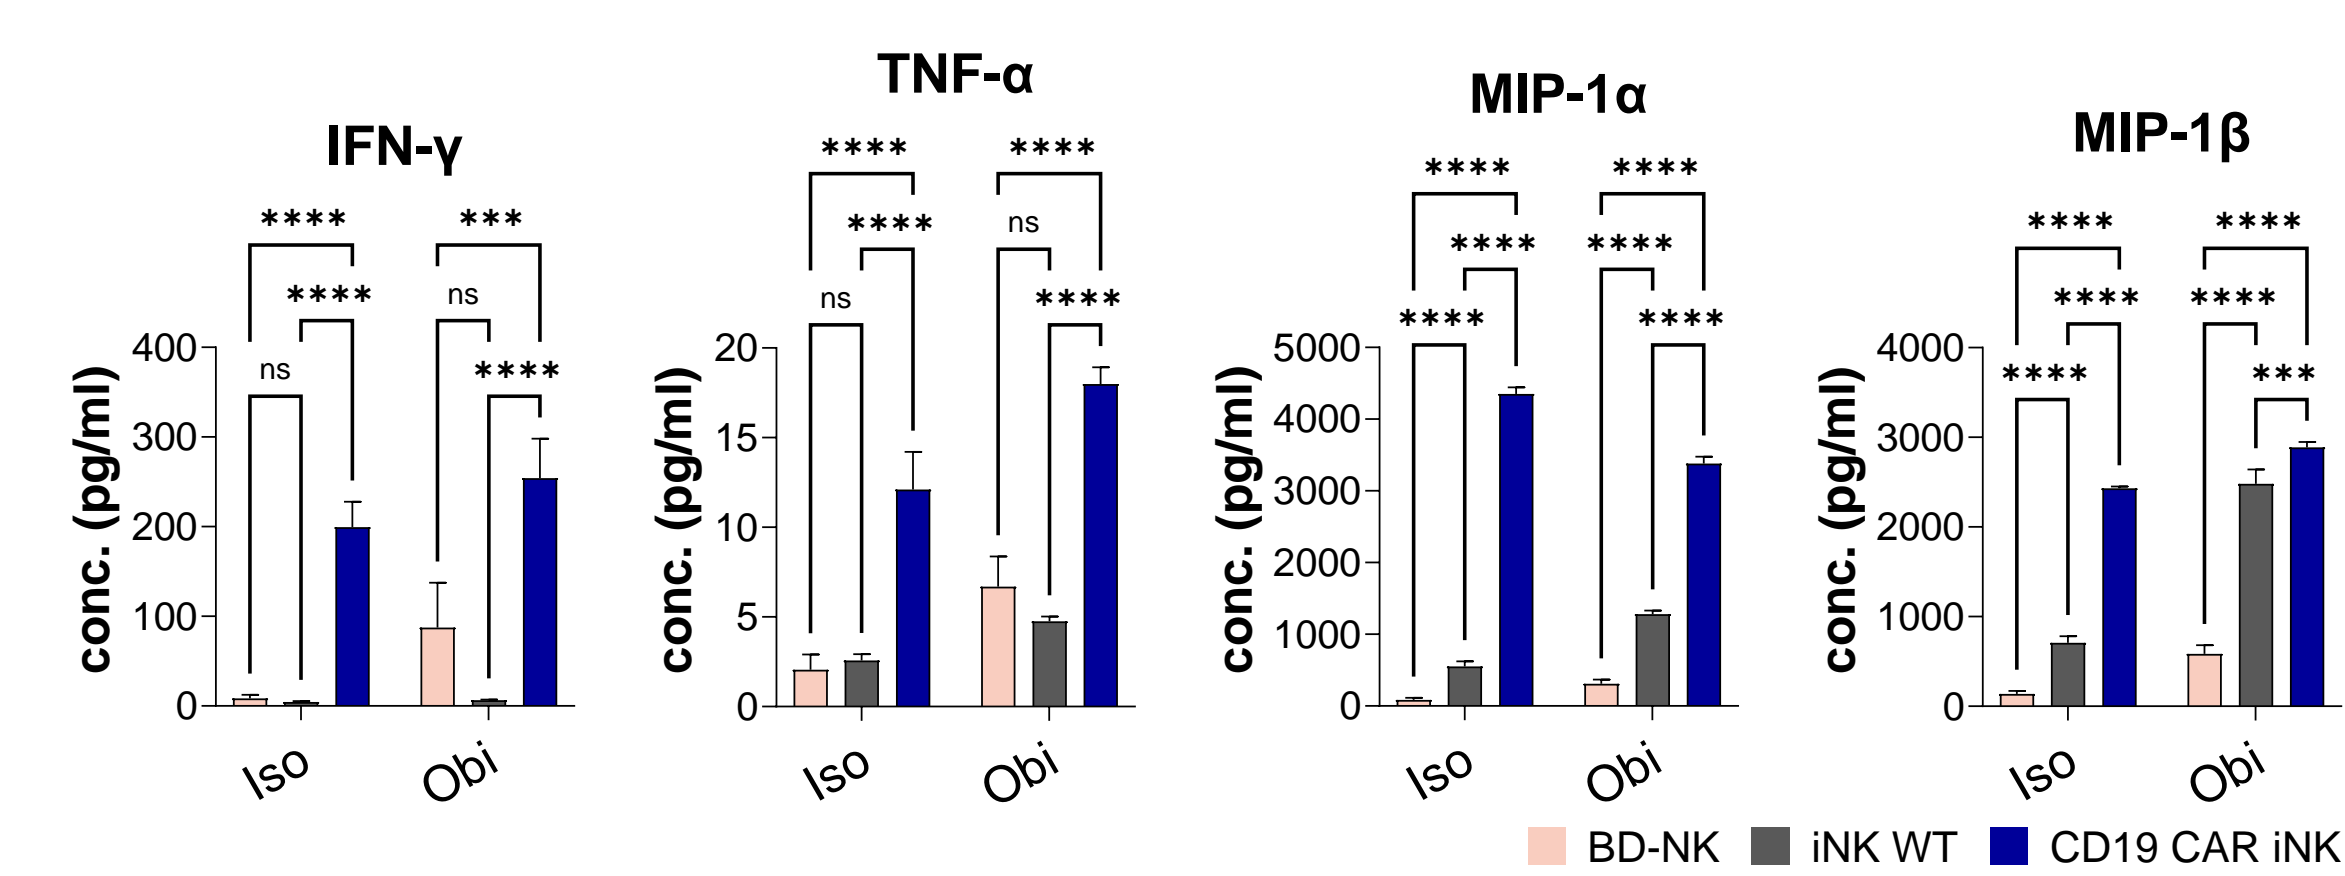 IFN-γ
**** ***
**** ns
ns ****
conc. (pg/ml)
400
300
200
100
0
Iso Obi
TNF-α
**** ****
**** ns
ns ****
conc. (pg/ml)
20
15
10
5
0
Iso Obi
MIP-1α
**** ****
**** ****
**** ****
conc. (pg/ml)
5000
4000
3000
2000
1000
0
Iso Obi
MIP-1β
**** ****
**** ****
**** ***
conc. (pg/ml)
4000
3000
2000
1000
0
Iso Obi
BD-NK iNK WT CD19 CAR iNK